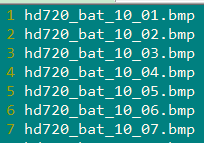 1 hd720_bat_10_01.bmp
2 hd720_bat_10_02.bmp
3 hd720_bat_10_03.bmp
4 hd720_bat_10_04.bmp
5 hd720_bat_10_05.bmp
6 hd720_bat_10_06.bmp
7 hd720_bat_10_07.bmp